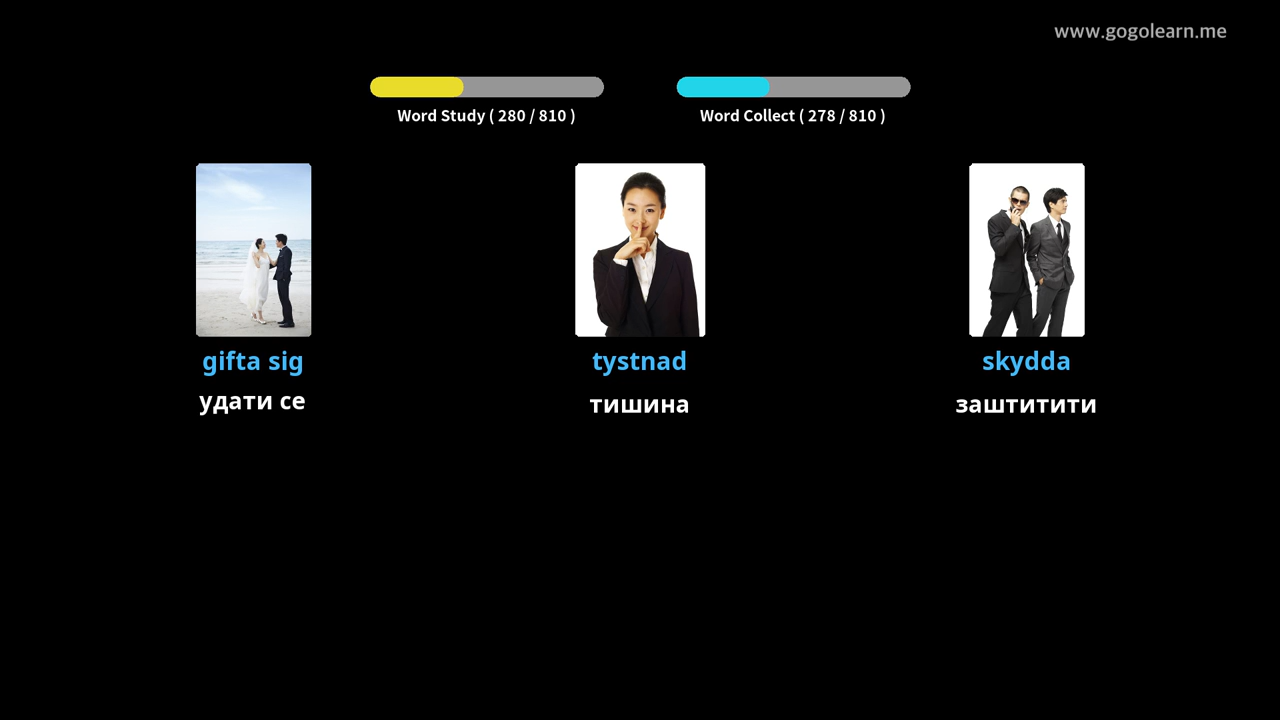 www.gogolearn.me
Word Study ( 280 / 810 )
Word Collect ( 278 / 810 )
gifta sig
удати се
tystnad
тишина
skydda
заштитити